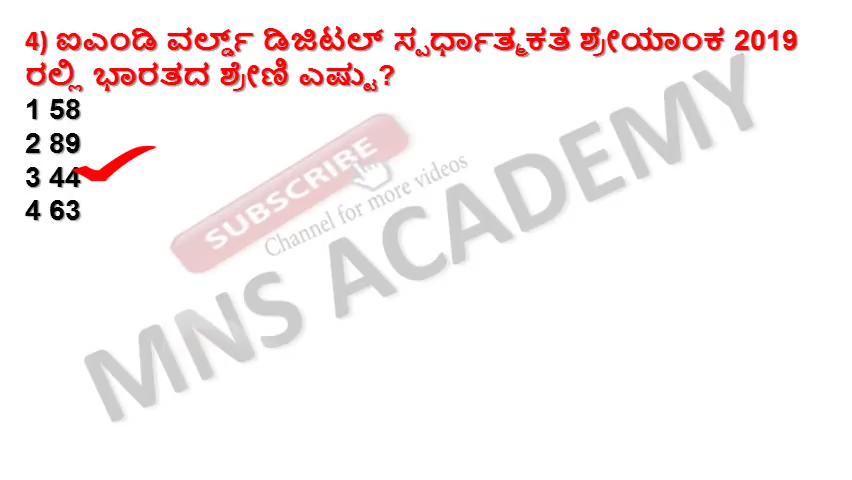 4) ಐಎಂಡಿ ವರ್ಲ್ಡ್ ಡಿಜಿಟಲ್ ಸ್ಪರ್ಧಾತ್ಮಕತೆ ಶ್ರೇಯಾಂಕ 2019
ರಲ್ಲಿ ಭಾರತದ ಶ್ರೇಣಿ ಎಷ್ಟು?
1 58
2 89
3 44
4 63
SUBSCRIBE
Channel for more videos
MNS ACADEMY